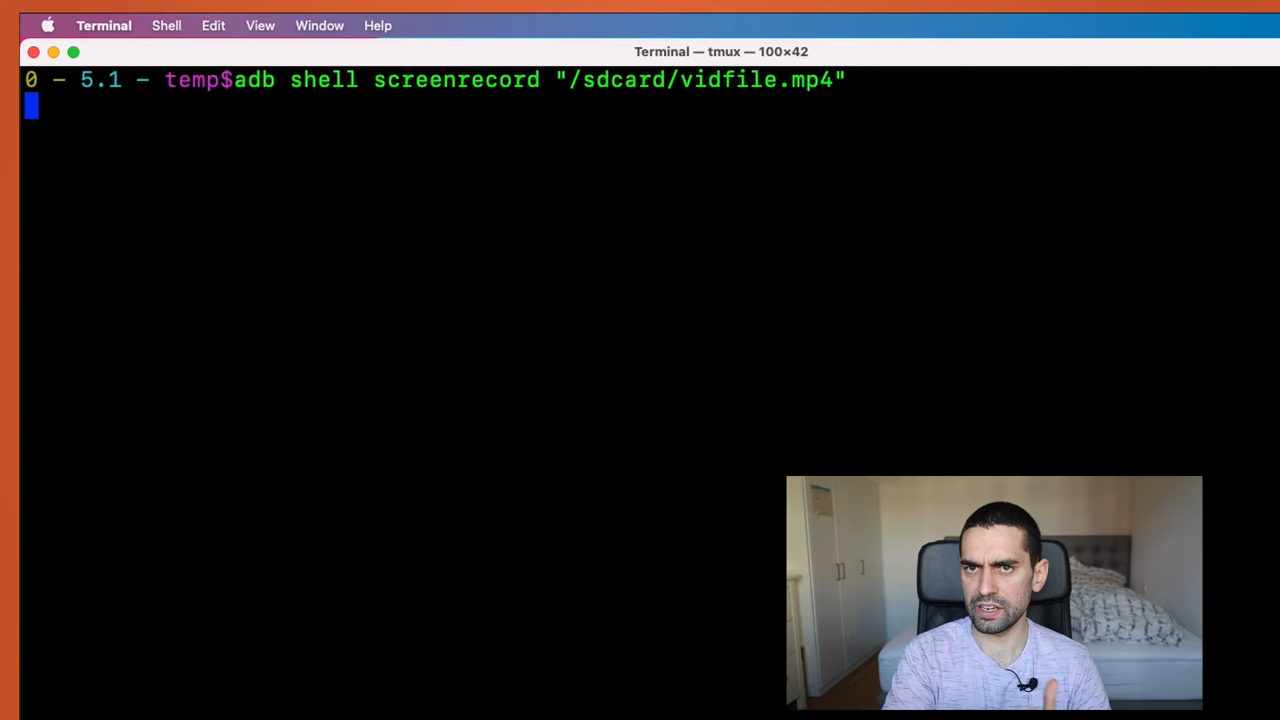 Terminal Shell Edit View Window Help
Terminal — tmux — 100×42
0 - 5.1 - temp$adb shell screenrecord "/sdcard/vidfile.mp4"